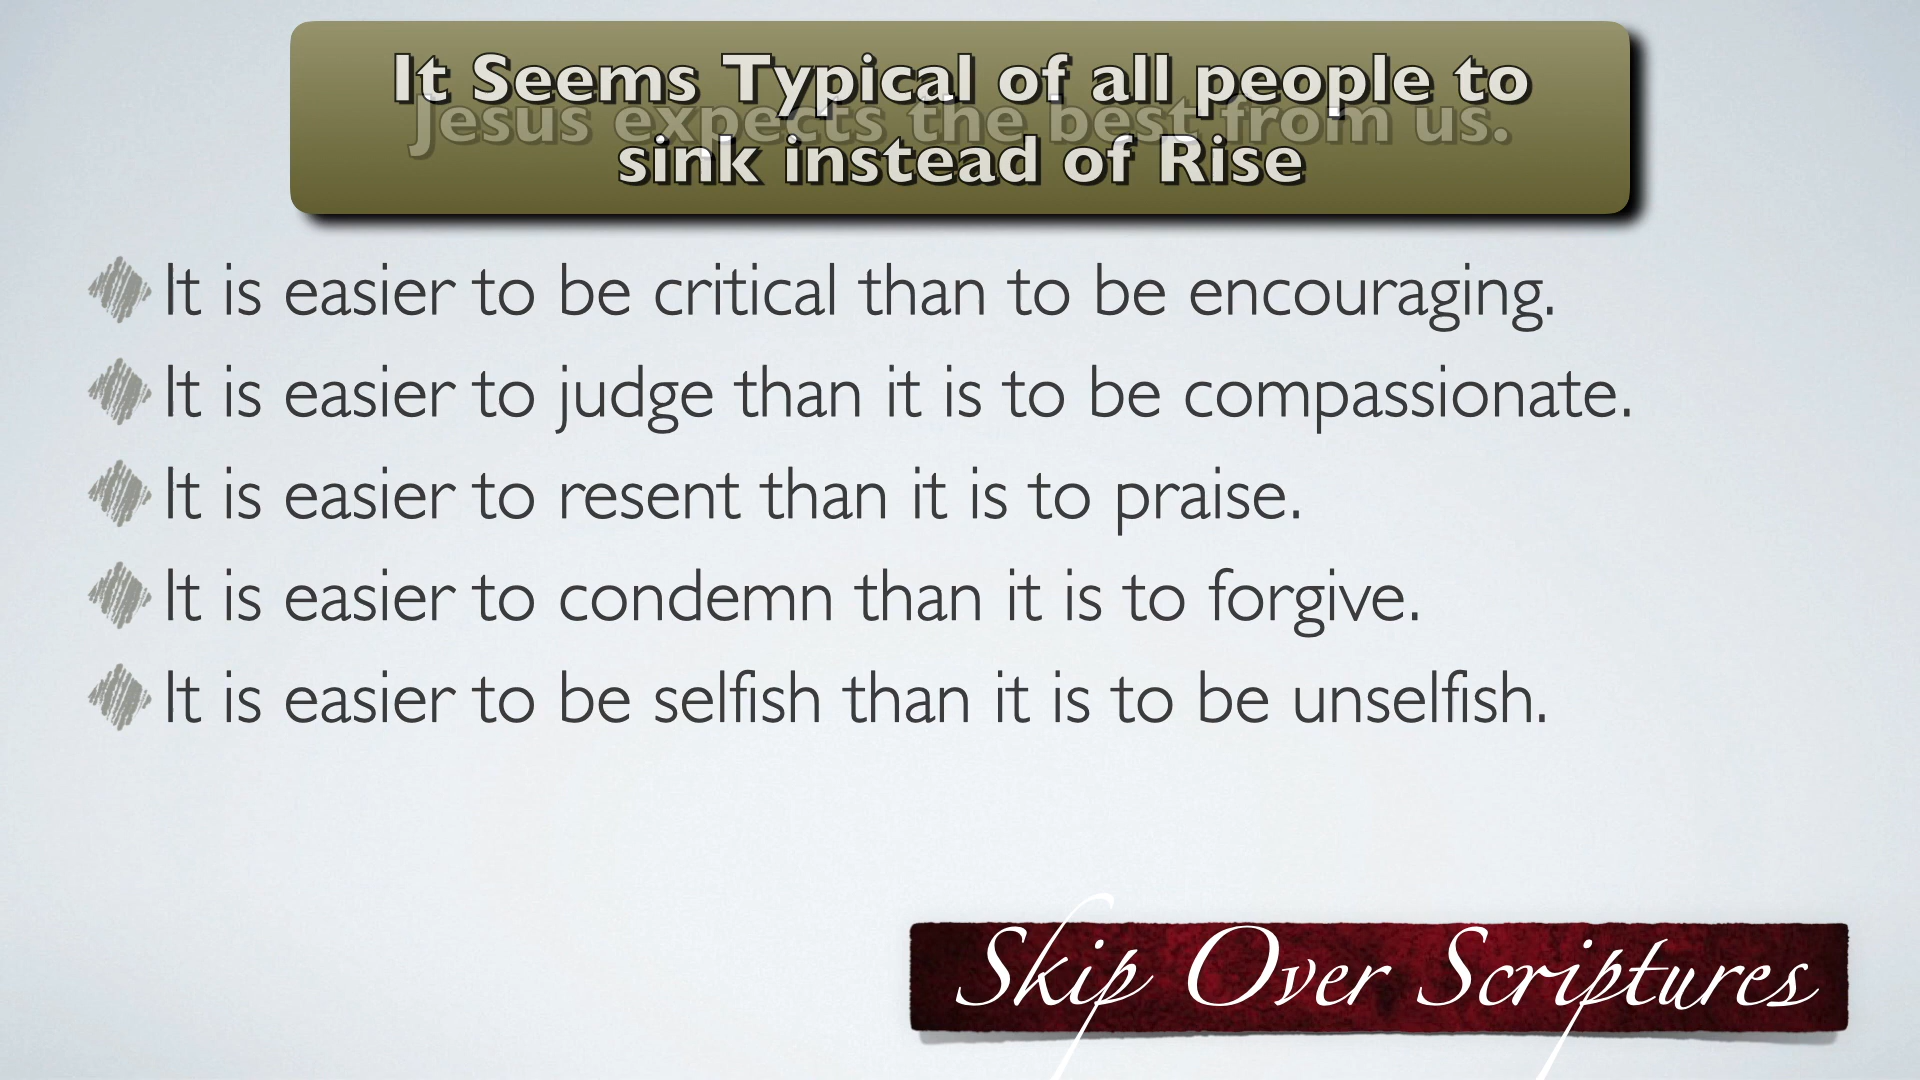 It Seems Typical of all people to
Jesus expects the best from us.
sink instead of Rise
It is easier to be critical than to be encouraging.
It is easier to judge than it is to be compassionate.
It is easier to resent than it is to praise.
It is easier to condemn than it is to forgive.
It is easier to be selfish than it is to be unselfish.
Skip Over Scriptures